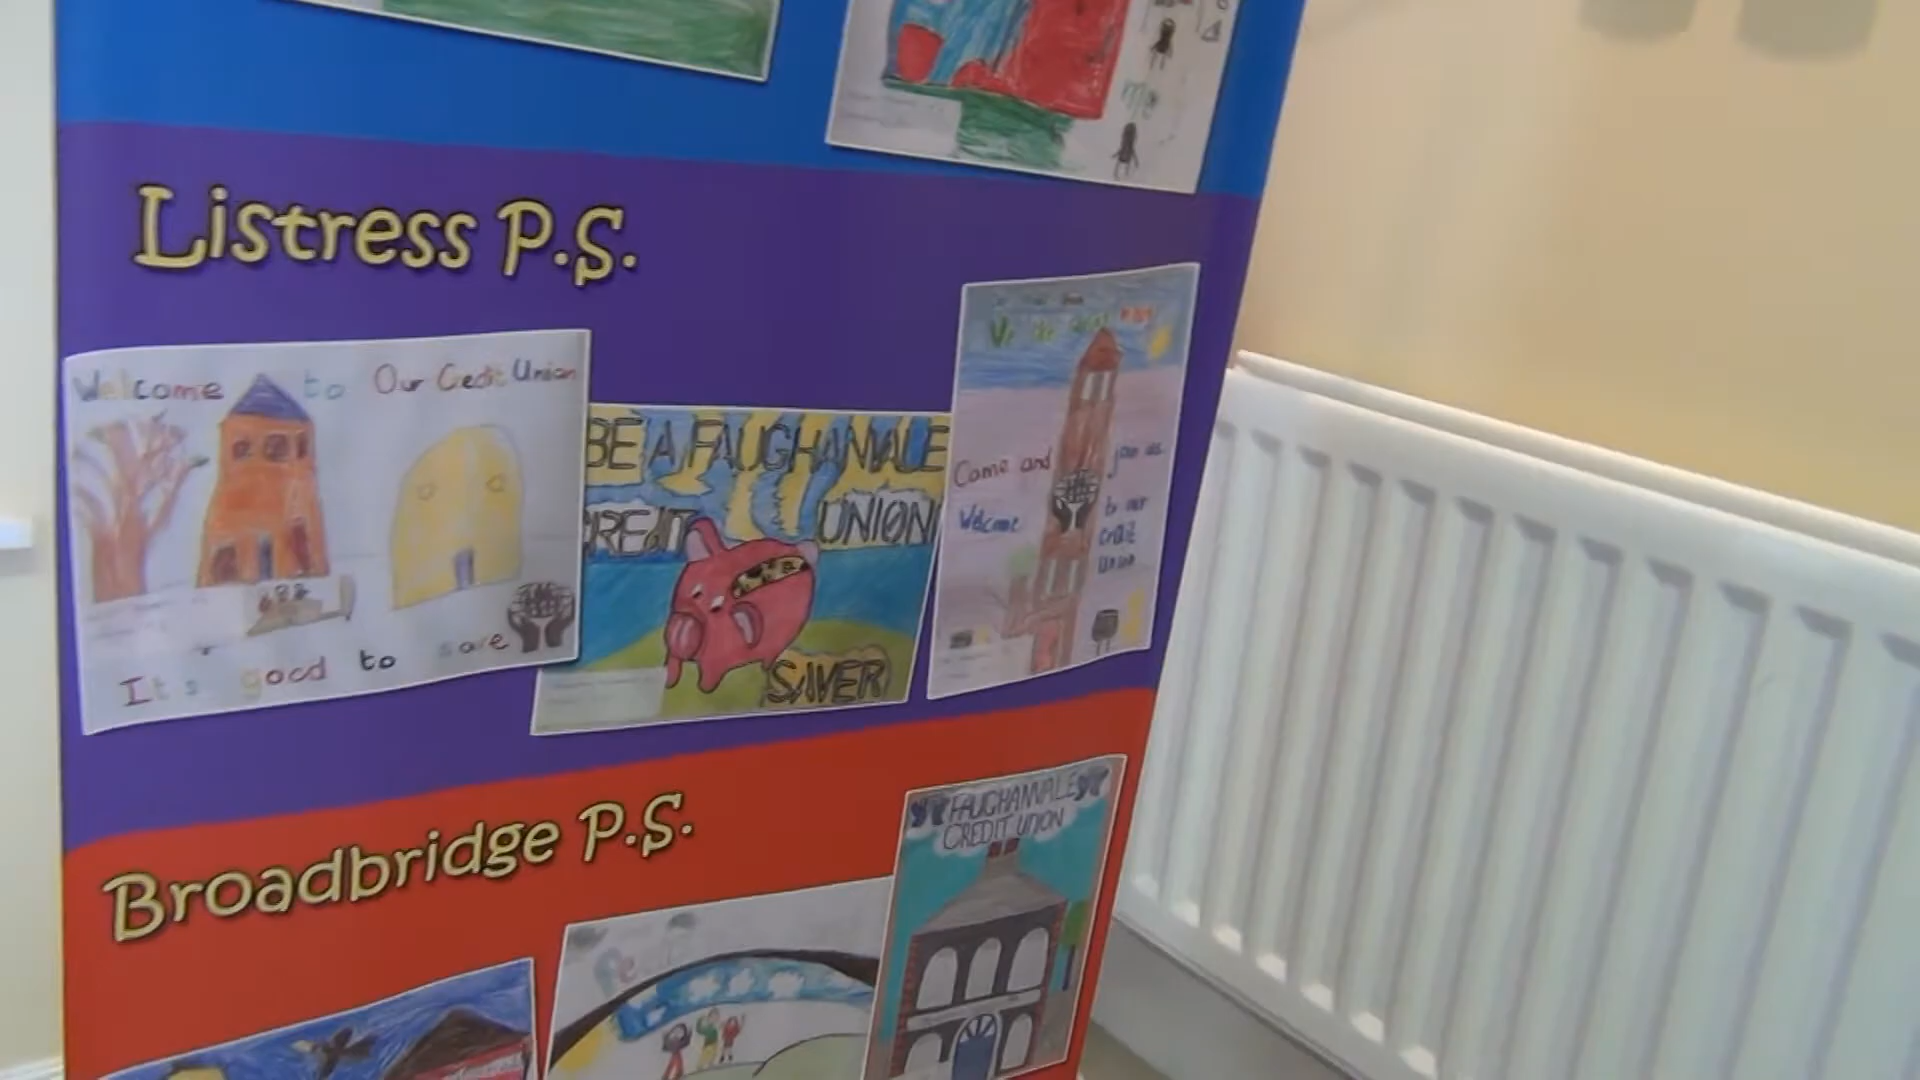 me
Listress P.S.
Welcome to Our Credit Union
It's good to save
BE A FAUGHANVALE
CREDIT UNION
SAVER
Come and join us
Welcome to our
credit
union
Broadbridge P.S.
FAUGHANVALE
CREDIT UNION